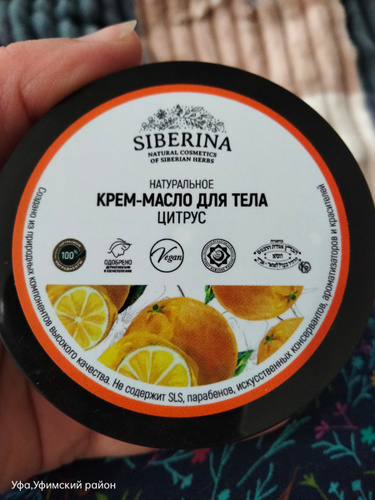 SIBERINA
NATURAL COSMETICS
OF SIBERIAN HERBS
НАТУРАЛЬНОЕ
КРЕМ-МАСЛО ДЛЯ ТЕЛА
ЦИТРУС
100%
ОДОБРЕНО
Vegan
Создано из природных компонентов высокого качества. Не содержит SLS, парабенов, искусственных консервантов, ароматизаторов и красителей
Уфа,Уфимский район